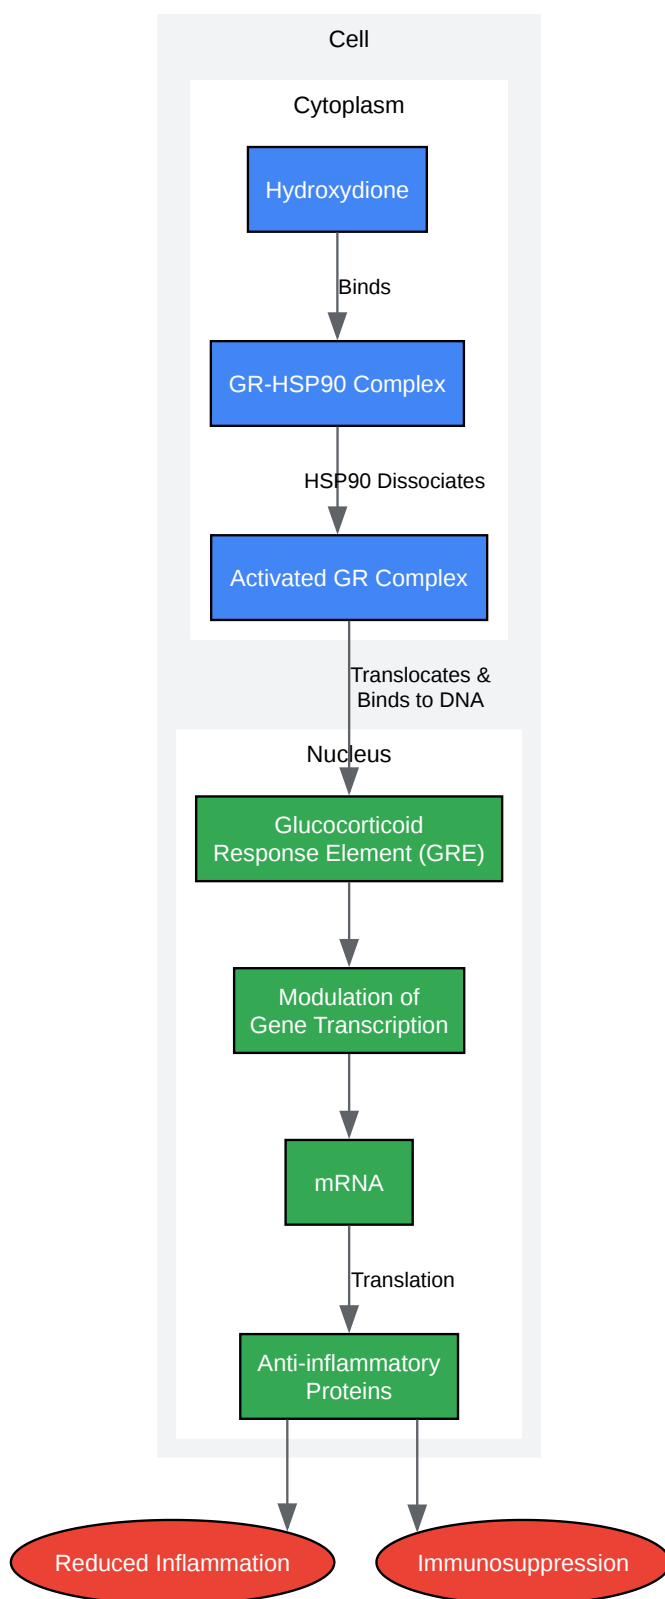 Cell
Cytoplasm
Hydroxydione
Binds
GR-HSP90 Complex
HSP90 Dissociates
Activated GR Complex
Translocates &
Binds to DNA
Nucleus
Glucocorticoid
Response Element (GRE)
Modulation of
Gene Transcription
mRNA
Translation
Anti-inflammatory
Proteins
Reduced Inflammation
Immunosuppression